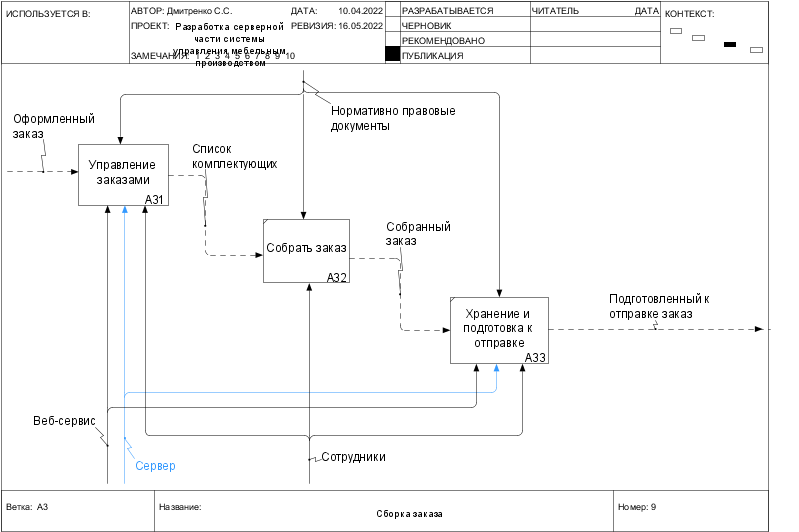 ИСПОЛЬЗУЕТСЯ В:
АВТОР: Дмитренко С.С.
ДАТА: 10.04.2022
ПРОЕКТ: Разработка серверной
части системы
управления мебельным
производством
РЕВИЗИЯ: 16.05.2022
ЗАМЕЧАНИЯ: 1 2 3 4 5 6 7 8 9 10
РАЗРАБАТЫВАЕТСЯ
ЧЕРНОВИК
РЕКОМЕНДОВАНО
ПУБЛИКАЦИЯ
ЧИТАТЕЛЬ ДАТА
КОНТЕКСТ:
Нормативно правовые
документы
Оформленный
заказ
Управление
заказами
A31
Список
комплектующих
Собрать заказ
A32
Собранный
заказ
Хранение и
подготовка к
отправке
A33
Подготовленный к
отправке заказ
Веб-сервис
Сервер
Сотрудники
Ветка: A3
Название:
Сборка заказа
Номер: 9